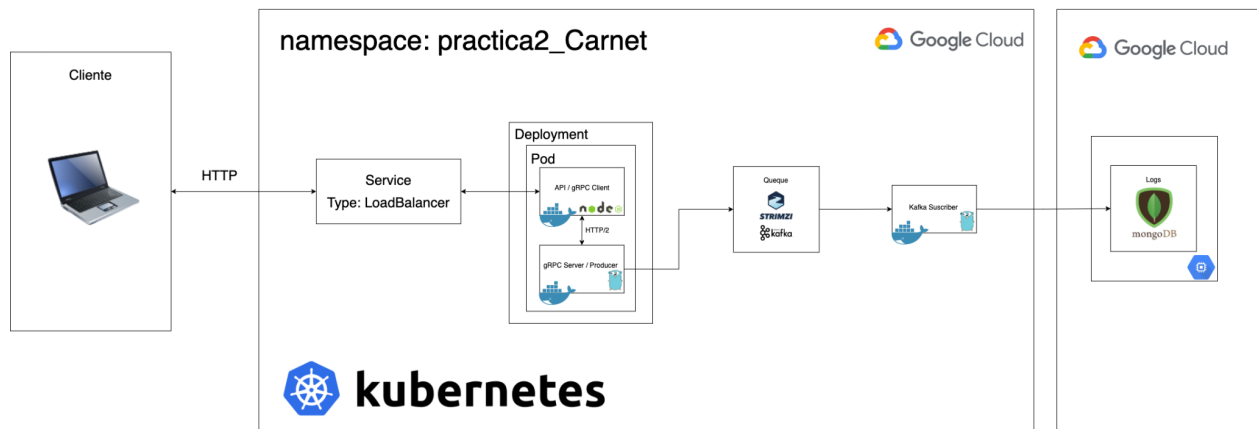 namespace: practica2_Carnet
Google Cloud
Google Cloud
Cliente
HTTP
Service
Type: LoadBalancer
Deployment
Pod
API / gRPC Client
node
HTTP/2
gRPC Server / Producer
Queque
STRIMZI
kafka
Kafka Suscriber
Logs
mongoDB
kubernetes